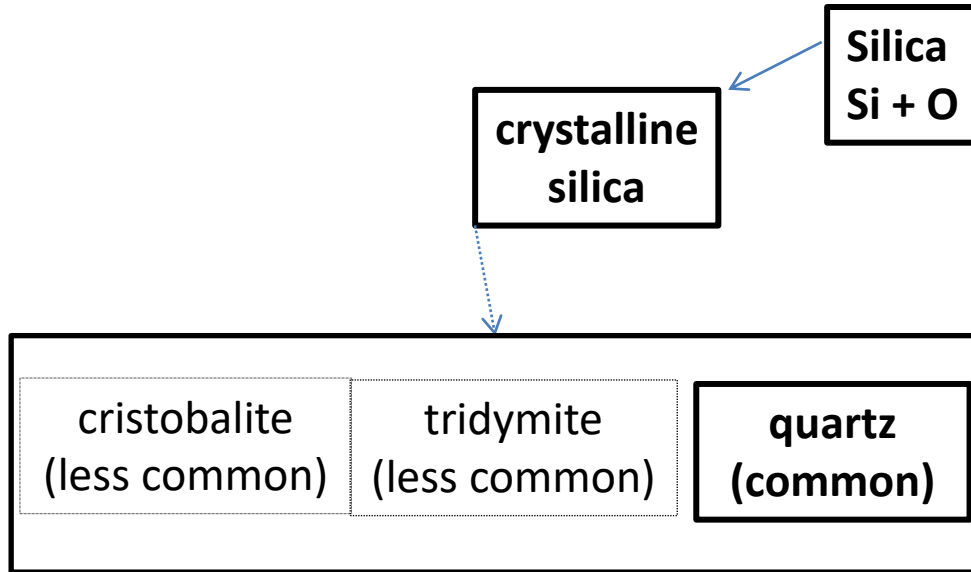 Silica
Si + O
crystalline
silica
cristobalite
(less common)
tridymite
(less common)
quartz
(common)